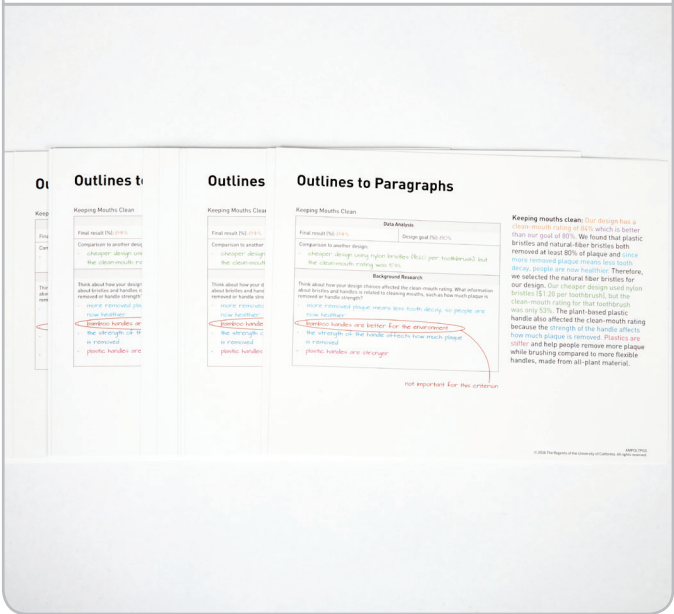 Ou
Keep
Fina
Com
Thin
abo
rem
Outlines t
Keeping Mouths Clean
Final result (%): 84%
Comparison to another desig
cheaper design usi
the clean-mouth ra
Think about how your design
about bristles and handles is
removed or handle strength?
more removed pla
now healthier
bamboo handles ar
the strength of th
is removed
plastic handles are
Outlines
Keeping Mouths Clean
Final result (%): 84%
Comparison to another
cheaper design
the clean-mouth
Think about how your d
about bristles and hand
removed or handle stre
more removed
now healthier
bamboo handle
the strength o
is removed
plastic handles
Outlines to Paragraphs
Keeping Mouths Clean
Data Analysis
Final result (%): 84%
Design goal (%): 80%
Comparison to another design:
cheaper design using nylon bristles ($1.20 per toothbrush), but
the clean-mouth rating was 53%
Background Research
Think about how your design choices affected the clean-mouth rating. What information
about bristles and handles is related to cleaning mouths, such as how much plaque is
removed or handle strength?
more removed plaque means less tooth decay, so people are
now healthier
bamboo handles are better for the environment
the strength of the handle affects how much plaque
is removed
plastic handles are stronger
not important for this criterion
Keeping mouths clean: Our design has a
clean-mouth rating of 84% which is better
than our goal of 80%. We found that plastic
bristles and natural-fiber bristles both
removed at least 80% of plaque and since
more removed plaque means less tooth
decay, people are now healthier. Therefore,
we selected the natural fiber bristles for
our design. Our cheaper design used nylon
bristles ($1.20 per toothbrush), but the
clean-mouth rating for that toothbrush
was only 53%. The plant-based plastic
handle also affected the clean-mouth rating
because the strength of the handle affects
how much plaque is removed. Plastics are
stiffer and help people remove more plaque
while brushing compared to more flexible
handles, made from all-plant material.
© 2018 The Regents of the University of California. All rights reserved.